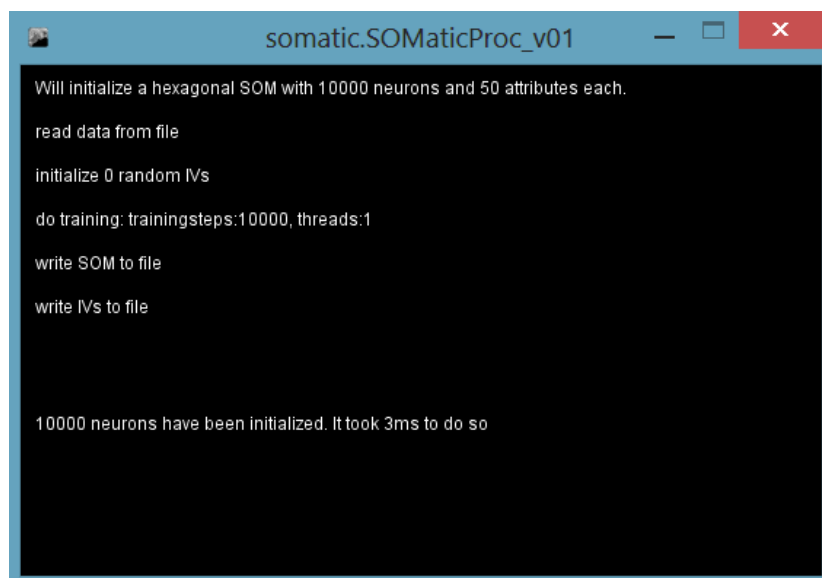 somatic.SOMaticProc_v01
Will initialize a hexagonal SOM with 10000 neurons and 50 attributes each.
read data from file
initialize 0 random IVs
do training: trainingsteps:10000, threads:1
write SOM to file
write IVs to file
10000 neurons have been initialized. It took 3ms to do so